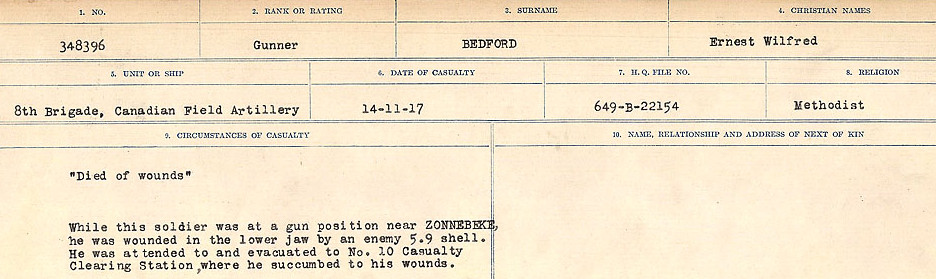 1. NO. 2. RANK OR RATING 3. SURNAME 4. CHRISTIAN NAMES
348396 Gunner BEDFORD Ernest Wilfred
5. UNIT OR SHIP 6. DATE OF CASUALTY 7. H. Q. FILE NO. 8. RELIGION
8th Brigade, Canadian Field Artillery 14-11-17 649-B-22154 Methodist
9. CIRCUMSTANCES OF CASUALTY 10. NAME, RELATIONSHIP AND ADDRESS OF NEXT OF KIN
"Died of wounds"
While this soldier was at a gun position near ZONNEBEKE,
he was wounded in the lower jaw by an enemy 5.9 shell.
He was attended to and evacuated to No. 10 Casualty
Clearing Station,where he succumbed to his wounds.